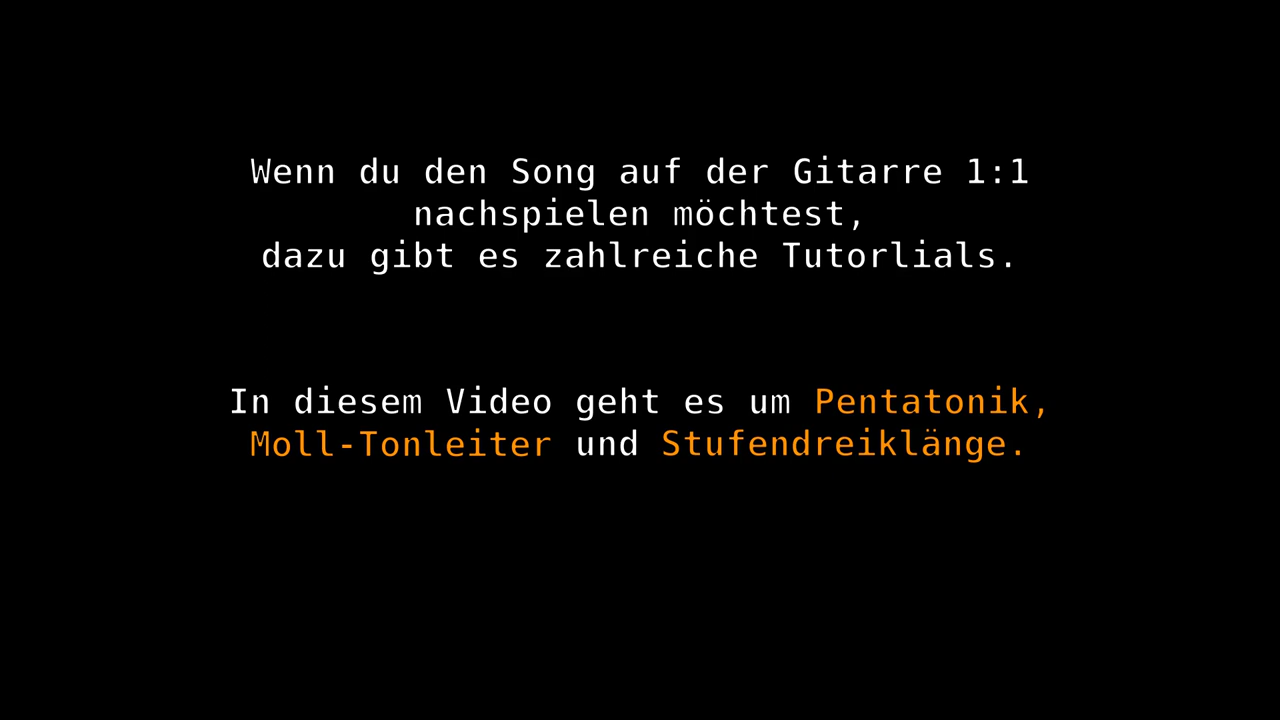 Wenn du den Song auf der Gitarre 1:1
nachspielen möchtest,
dazu gibt es zahlreiche Tutorlials.
In diesem Video geht es um Pentatonik,
Moll-Tonleiter und Stufendreiklänge.